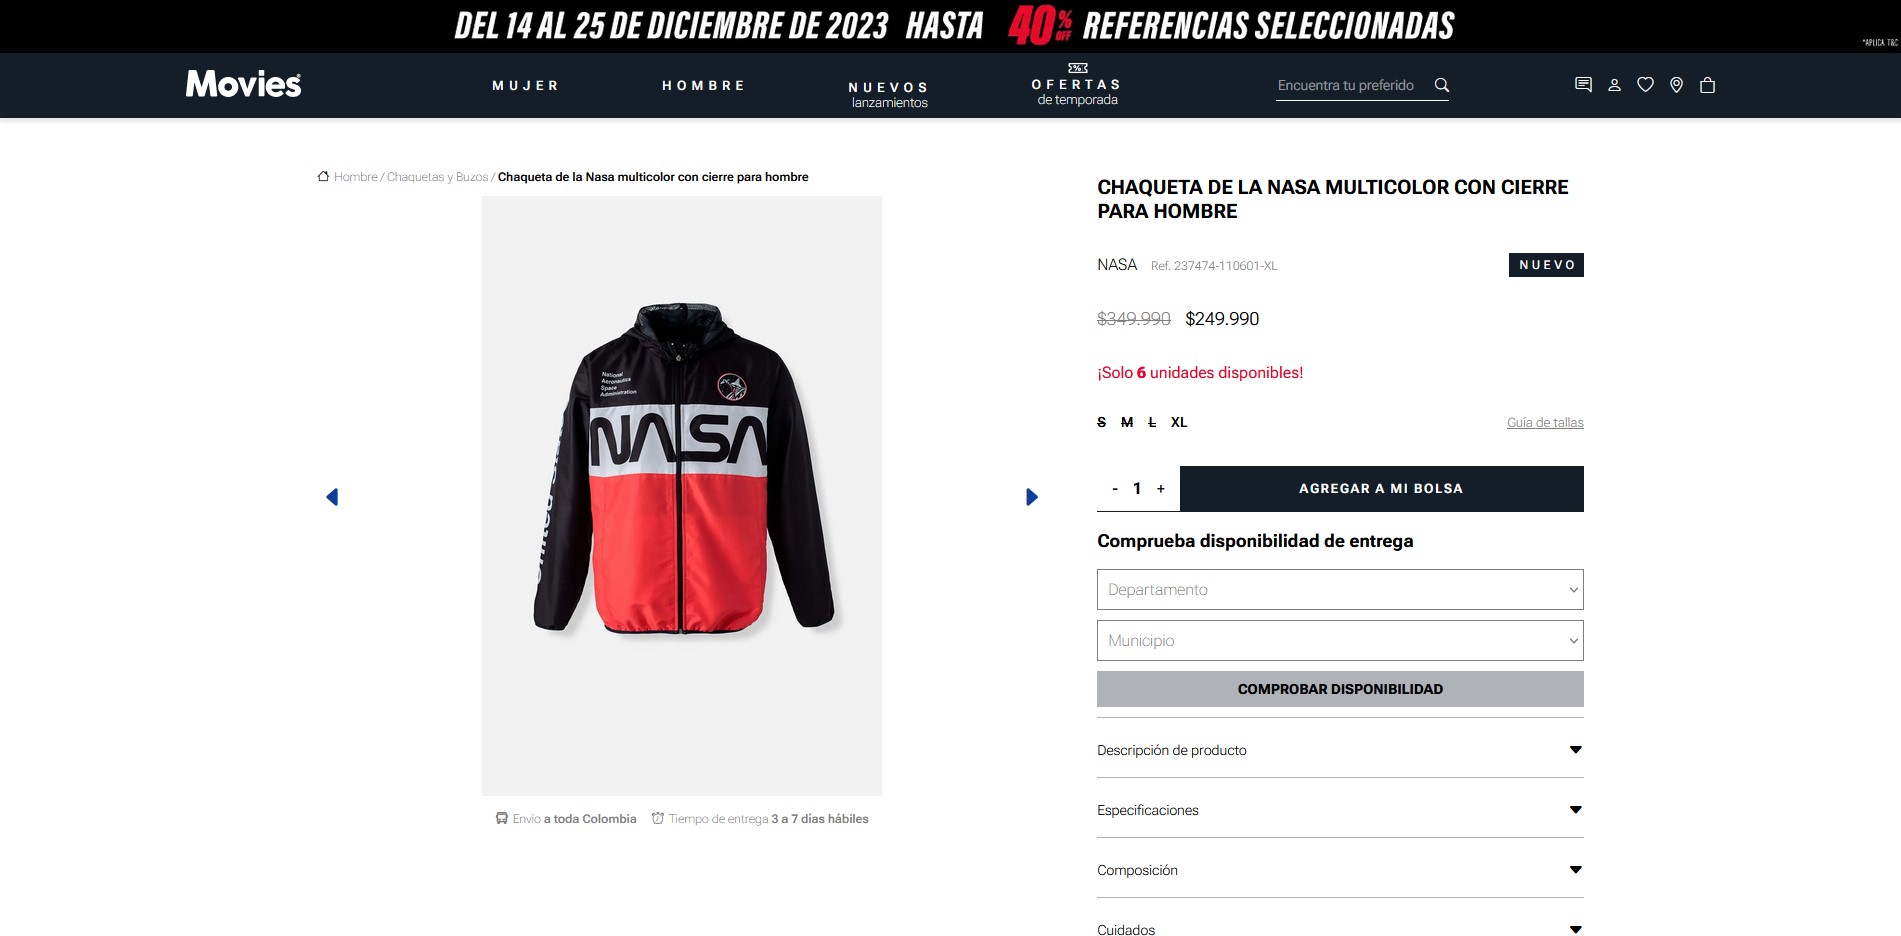 DEL 14 AL 25 DE DICIEMBRE DE 2023 HASTA 40% OFF REFERENCIAS SELECCIONADAS
*APLICA T&C
Movies
MUJER
HOMBRE
NUEVOS
lanzamientos
OFERTAS
de temporada
Encuentra tu preferido
Hombre / Chaquetas y Buzos / Chaqueta de la Nasa multicolor con cierre para hombre
National
Aeronautics
Space
Administration
NASA
Envío a toda Colombia
Tiempo de entrega 3 a 7 días hábiles
CHAQUETA DE LA NASA MULTICOLOR CON CIERRE
PARA HOMBRE
NASA Ref. 237474-110601-XL
NUEVO
$349.990 $249.990
¡Solo 6 unidades disponibles!
S M L XL
Guía de tallas
- 1 +
AGREGAR A MI BOLSA
Comprueba disponibilidad de entrega
Departamento
Municipio
COMPROBAR DISPONIBILIDAD
Descripción de producto
Especificaciones
Composición
Cuidados